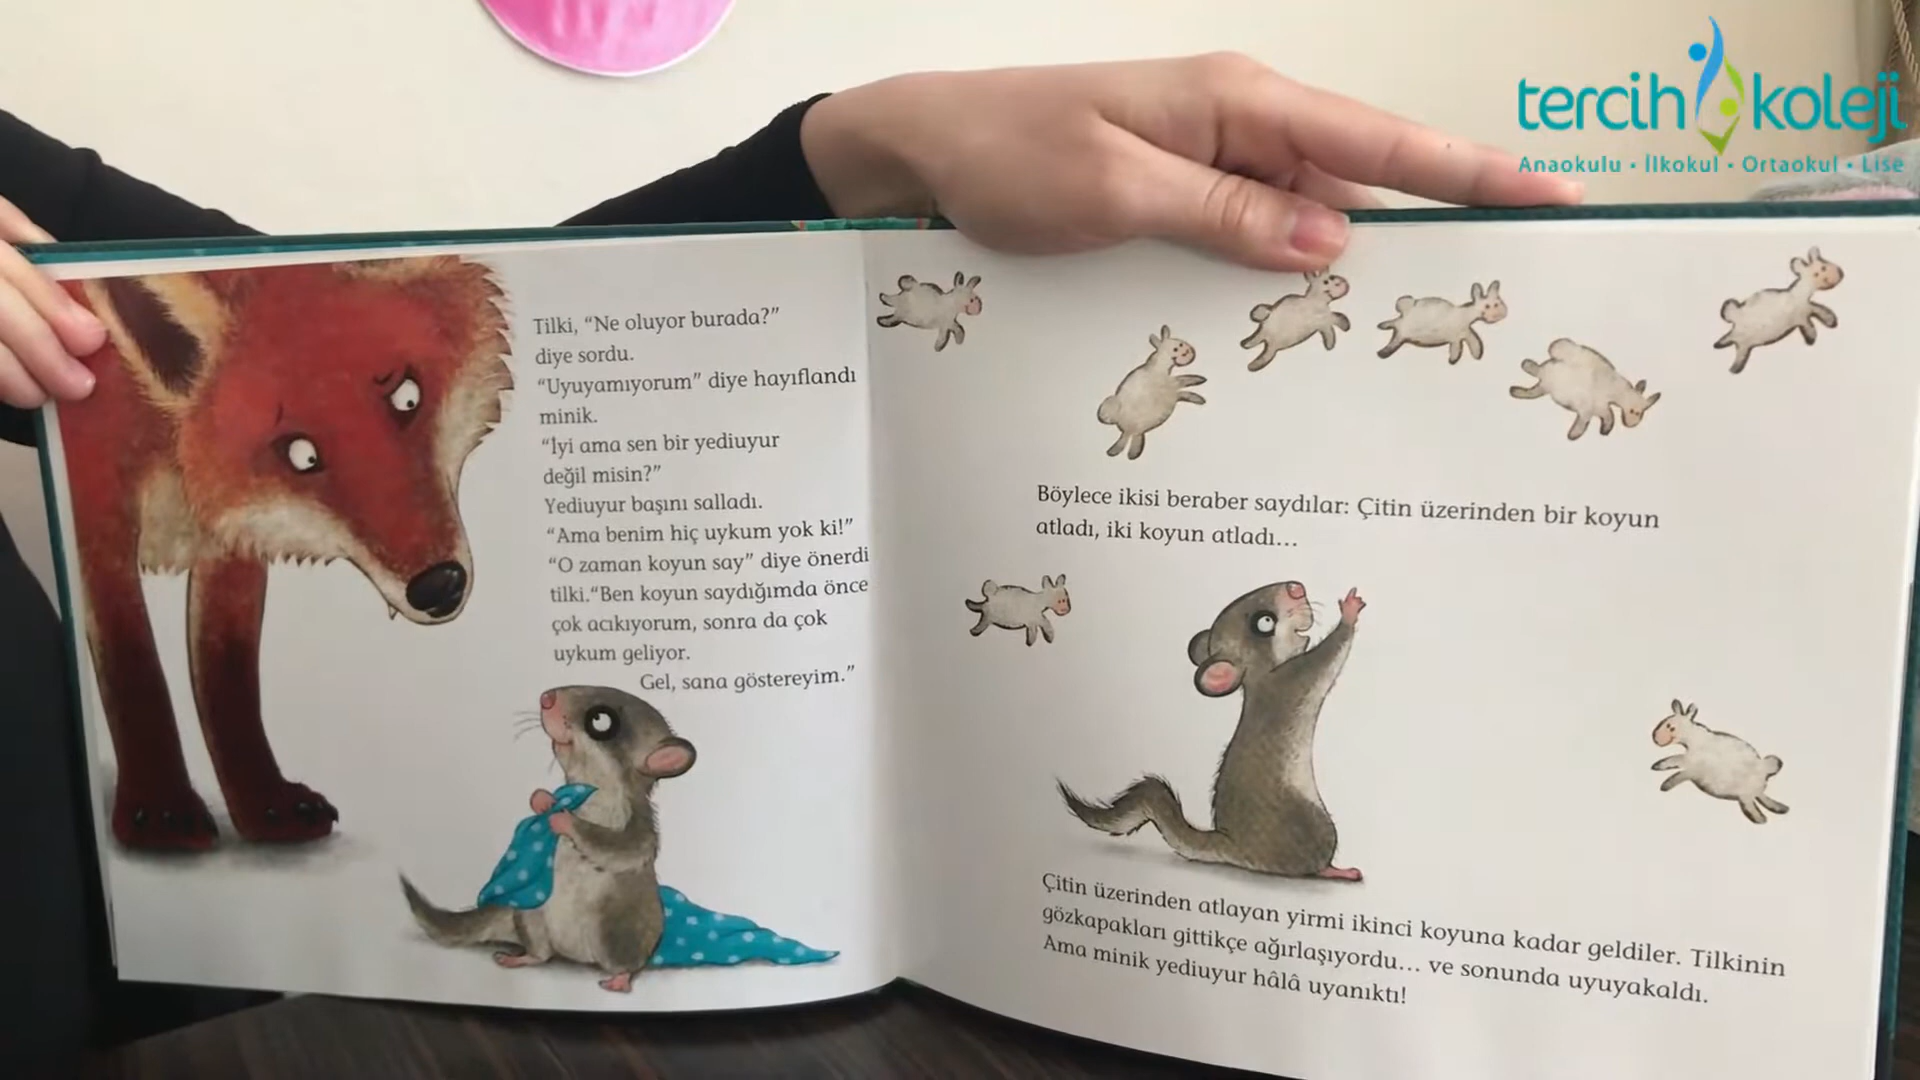 tercih koleji
Anaokulu • İlkokul • Ortaokul • Lise
Tilki, “Ne oluyor burada?”
diye sordu.
“Uyuyamıyorum” diye hayıflandı
minik.
“İyi ama sen bir yediuyur
değil misin?”
Yediuyur başını salladı.
“Ama benim hiç uykum yok ki!”
“O zaman koyun say” diye önerdi
tilki.“Ben koyun saydığımda önce
çok acıkıyorum, sonra da çok
uykum geliyor.
Gel, sana göstereyim.”
Böylece ikisi beraber saydılar: Çitin üzerinden bir koyun
atladı, iki koyun atladı…
Çitin üzerinden atlayan yirmi ikinci koyuna kadar geldiler. Tilkinin
gözkapakları gittikçe ağırlaşıyordu… ve sonunda uyuyakaldı.
Ama minik yediuyur hâlâ uyanıktı!